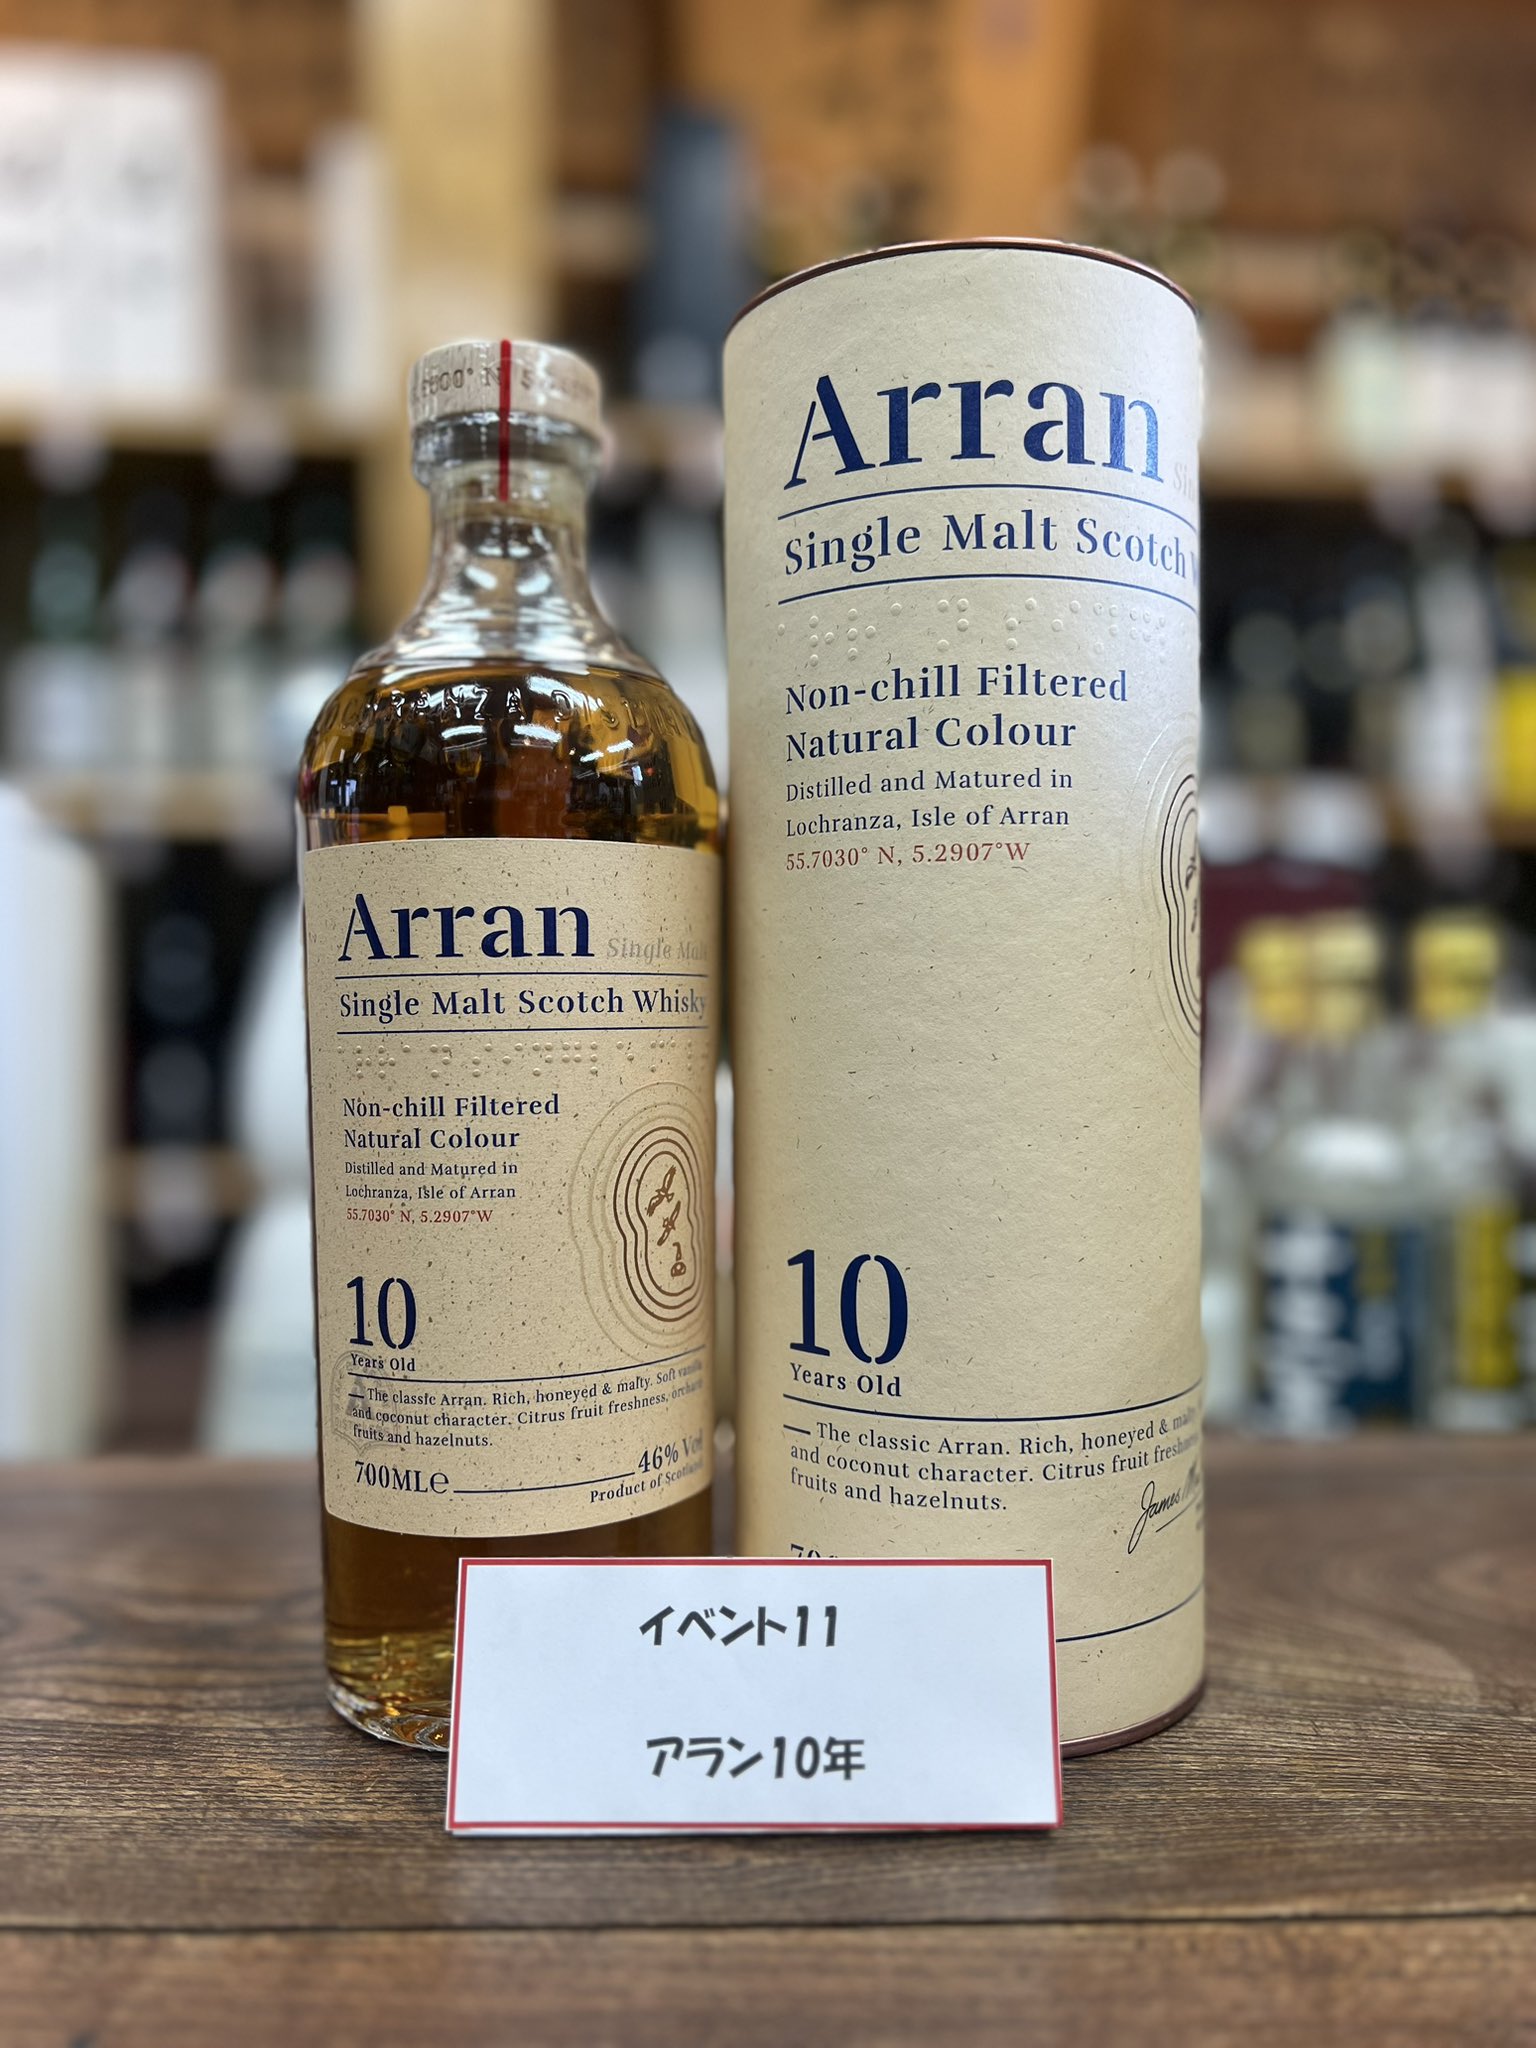 Arran Single Malt
Single Malt Scotch Whisky
Non-chill Filtered
Natural Colour
Distilled and Matured in
Lochranza, Isle of Arran
55.7030° N, 5.2907°W
10
Years Old
— The classic Arran. Rich, honeyed & malty. Soft vanilla
and coconut character. Citrus fruit freshness, orchard
fruits and hazelnuts.
700ML℮ 46% Vol
Product of Scotland
Arran
Single Malt Scotch
Non-chill Filtered
Natural Colour
Distilled and Matured in
Lochranza, Isle of Arran
55.7030° N, 5.2907°W
10
Years Old
— The classic Arran. Rich, honeyed & malty.
and coconut character. Citrus fruit freshness
fruits and hazelnuts.
James
イベント11
アラン10年